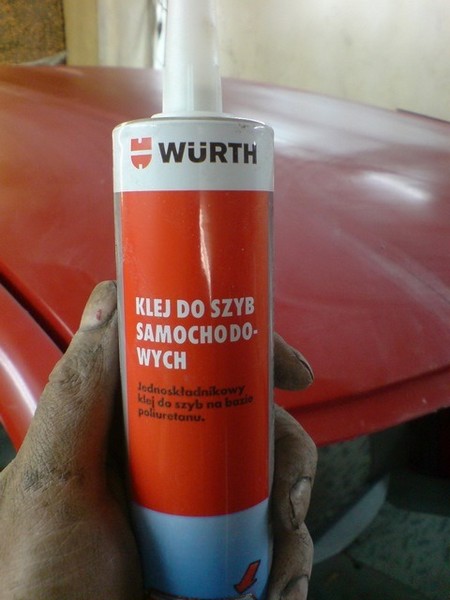 WÜRTH
KLEJ DO SZYB
SAMOCHODO-
WYCH
Jednoskładnikowy
klej do szyb na bazie
poliuretanu.